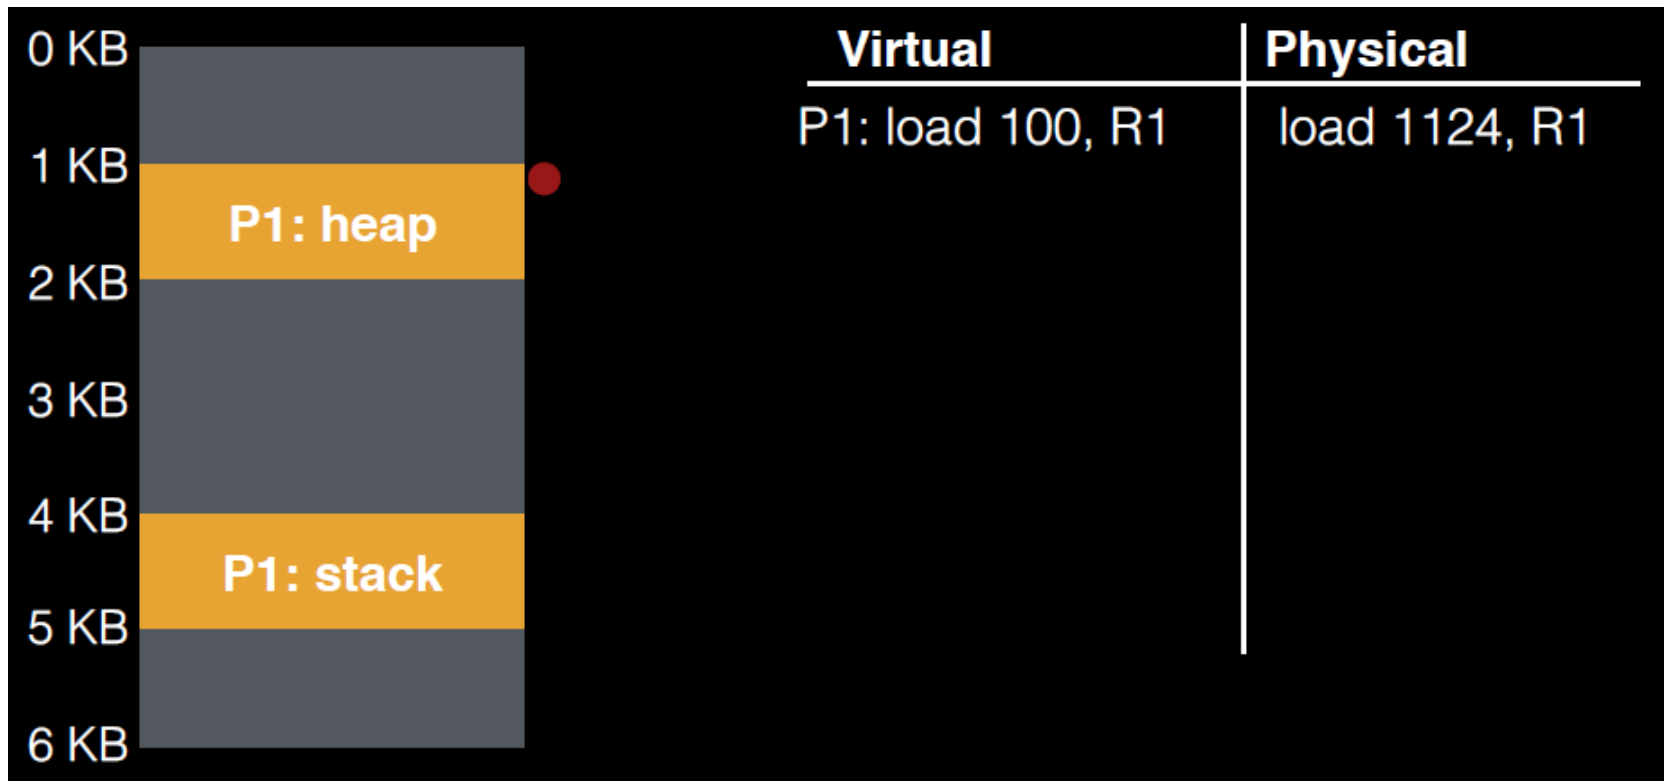 0 KB
1 KB
P1: heap
2 KB
3 KB
4 KB
P1: stack
5 KB
6 KB
Virtual
Physical
P1: load 100, R1
load 1124, R1